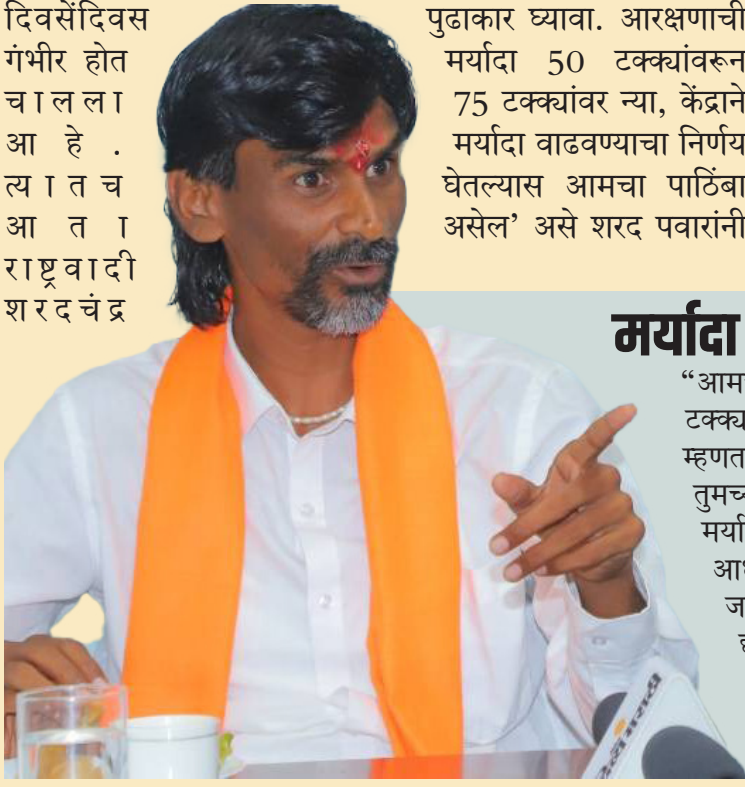 दिवसेंदिवस
गंभीर होत
चालला
आहे.
त्यातच
आता
राष्ट्रवादी
शरदचंद्र
पुढाकार घ्यावा. आरक्षणाची
मर्यादा 50 टक्क्यांवरून
75 टक्क्यांवर न्या, केंद्राने
मर्यादा वाढवण्याचा निर्णय
घेतल्यास आमचा पाठिंबा
असेल’ असे शरद पवारांनी
मर्यादा
“आम
टक्क्य
म्हणत
तुमच्
मर्या